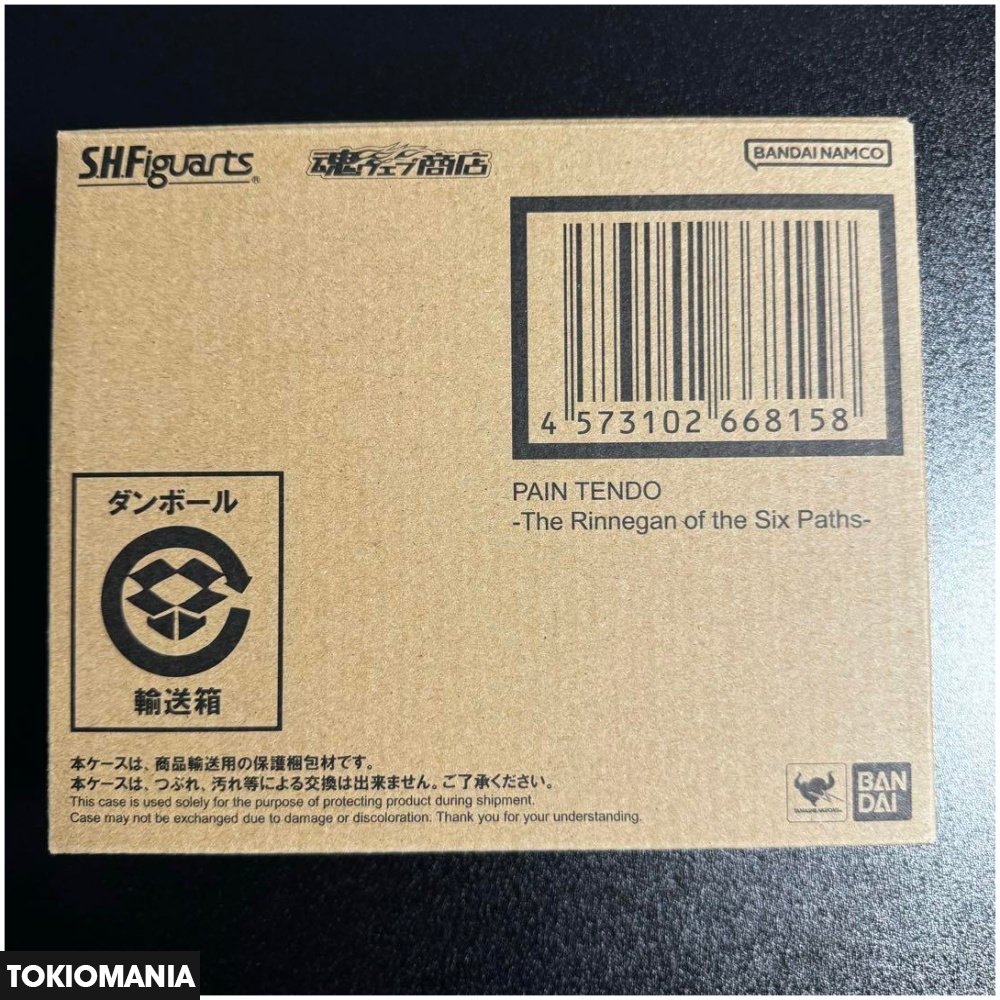 S.H.Figuarts®
魂ウェブ商店
BANDAI NAMCO
4 573102 668158
PAIN TENDO
-The Rinnegan of the Six Paths-
ダンボール
輸送箱
本ケースは、商品輸送用の保護梱包材です。
本ケースは、つぶれ、汚れ等による交換は出来ません。ご了承ください。
This case is used solely for the purpose of protecting product during shipment.
Case may not be exchanged due to damage or discoloration. Thank you for your understanding.
TAMASHII NATIONS
BAN
DAI
TOKIOMANIA